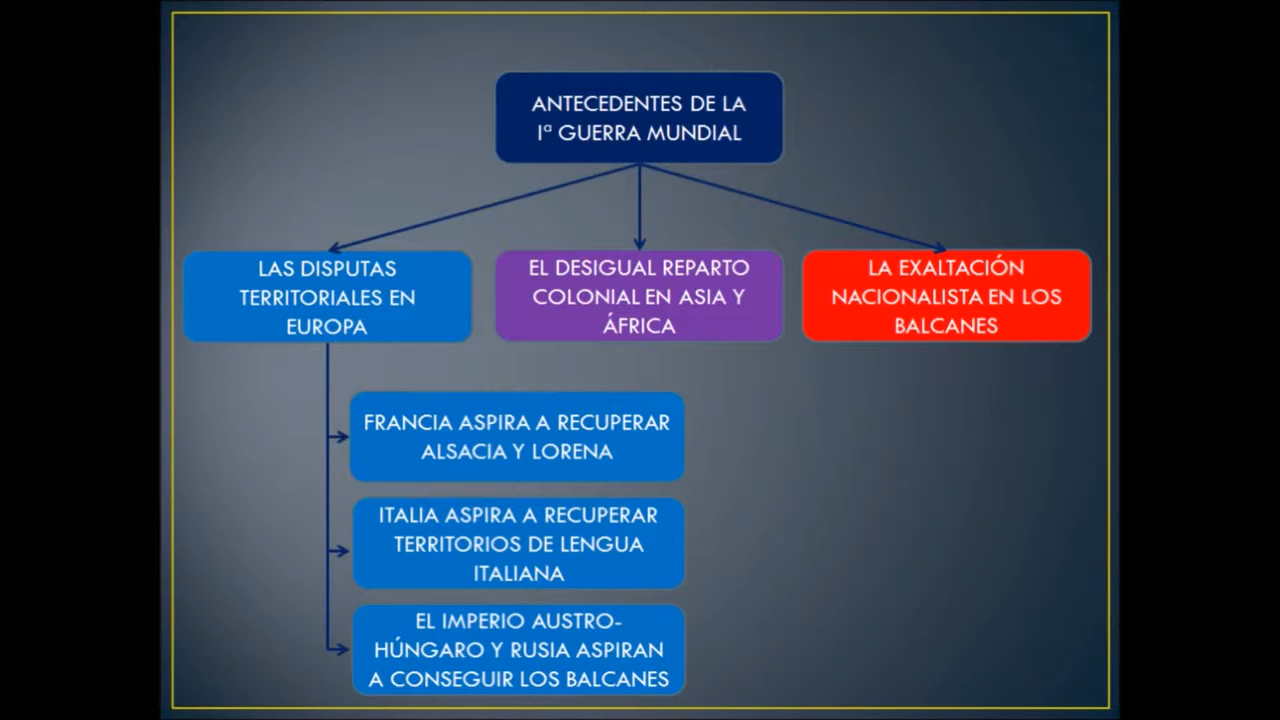 ANTECEDENTES DE LA
Iª GUERRA MUNDIAL
LAS DISPUTAS
TERRITORIALES EN
EUROPA
EL DESIGUAL REPARTO
COLONIAL EN ASIA Y
ÁFRICA
LA EXALTACIÓN
NACIONALISTA EN LOS
BALCANES
FRANCIA ASPIRA A RECUPERAR
ALSACIA Y LORENA
ITALIA ASPIRA A RECUPERAR
TERRITORIOS DE LENGUA
ITALIANA
EL IMPERIO AUSTRO-
HÚNGARO Y RUSIA ASPIRAN
A CONSEGUIR LOS BALCANES